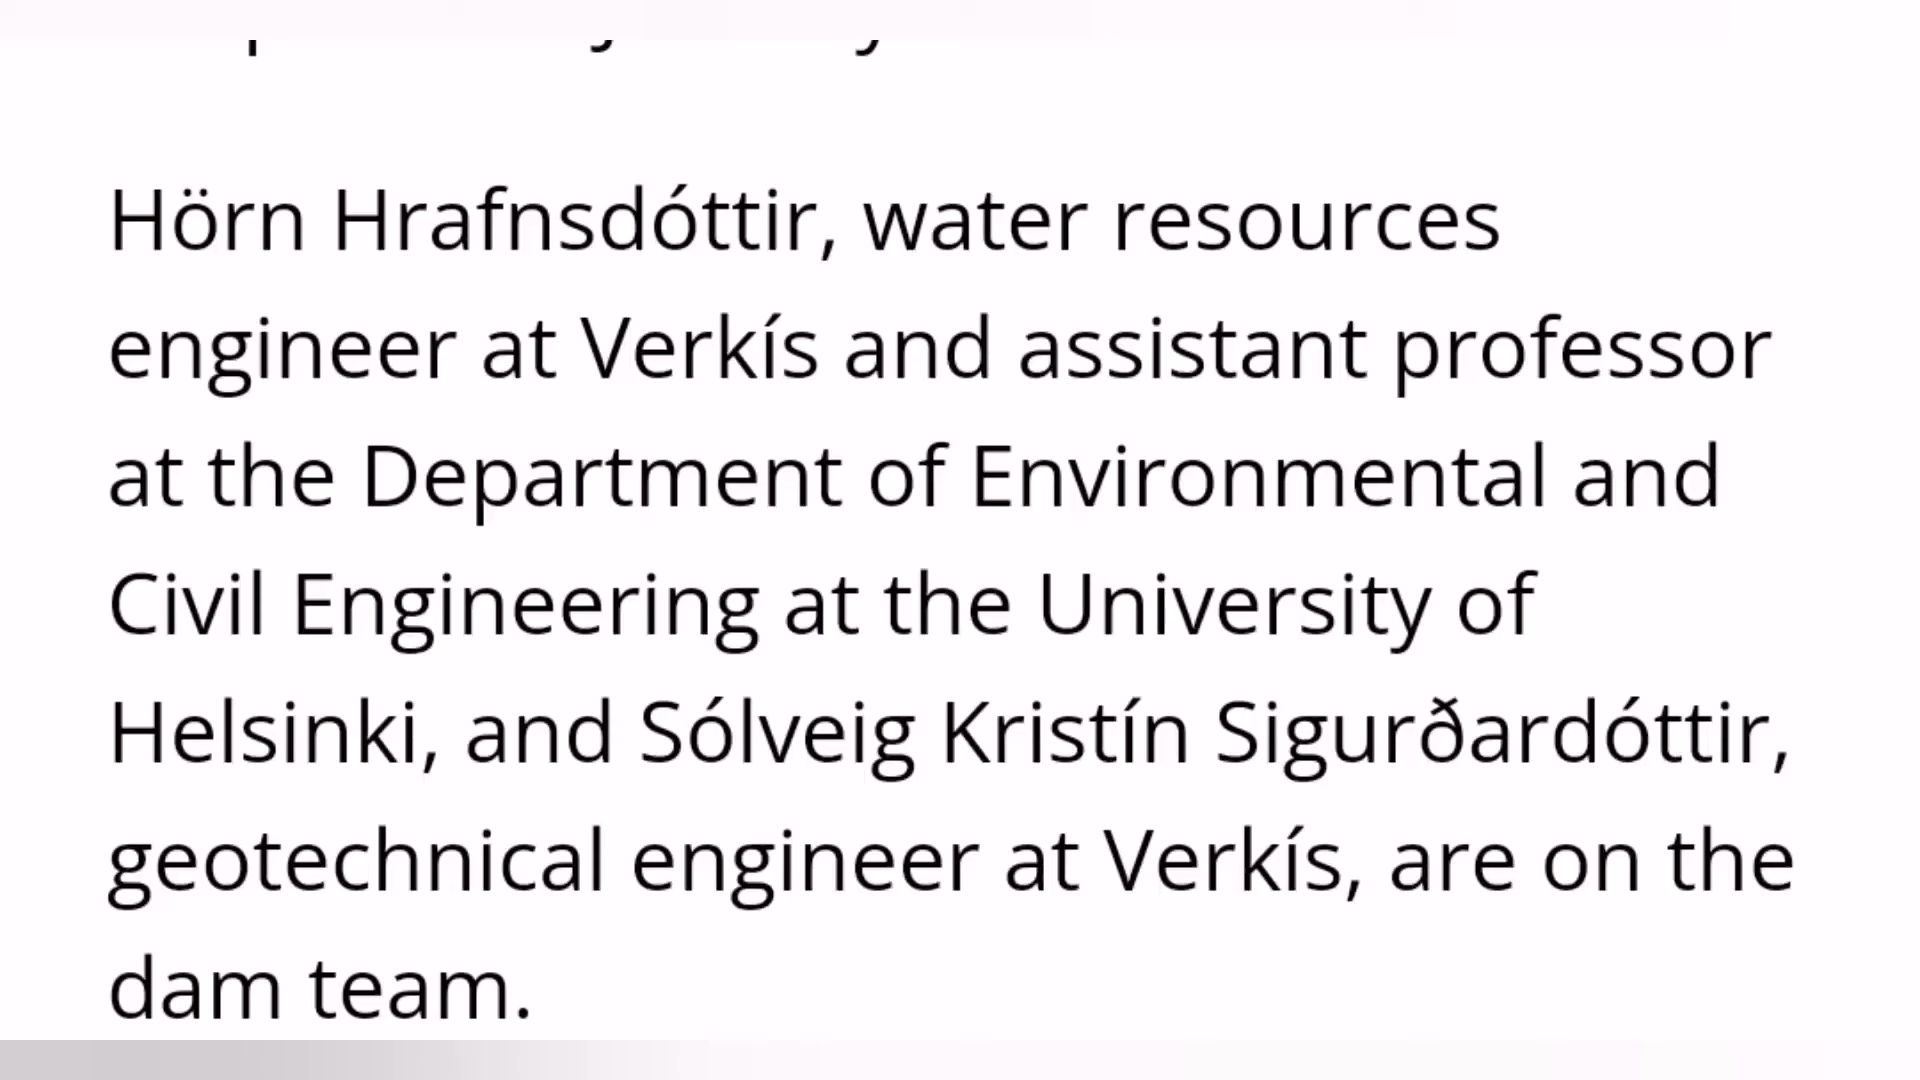 Hörn Hrafnsdóttir, water resources
engineer at Verkís and assistant professor
at the Department of Environmental and
Civil Engineering at the University of
Helsinki, and Sólveig Kristín Sigurðardóttir,
geotechnical engineer at Verkís, are on the
dam team.